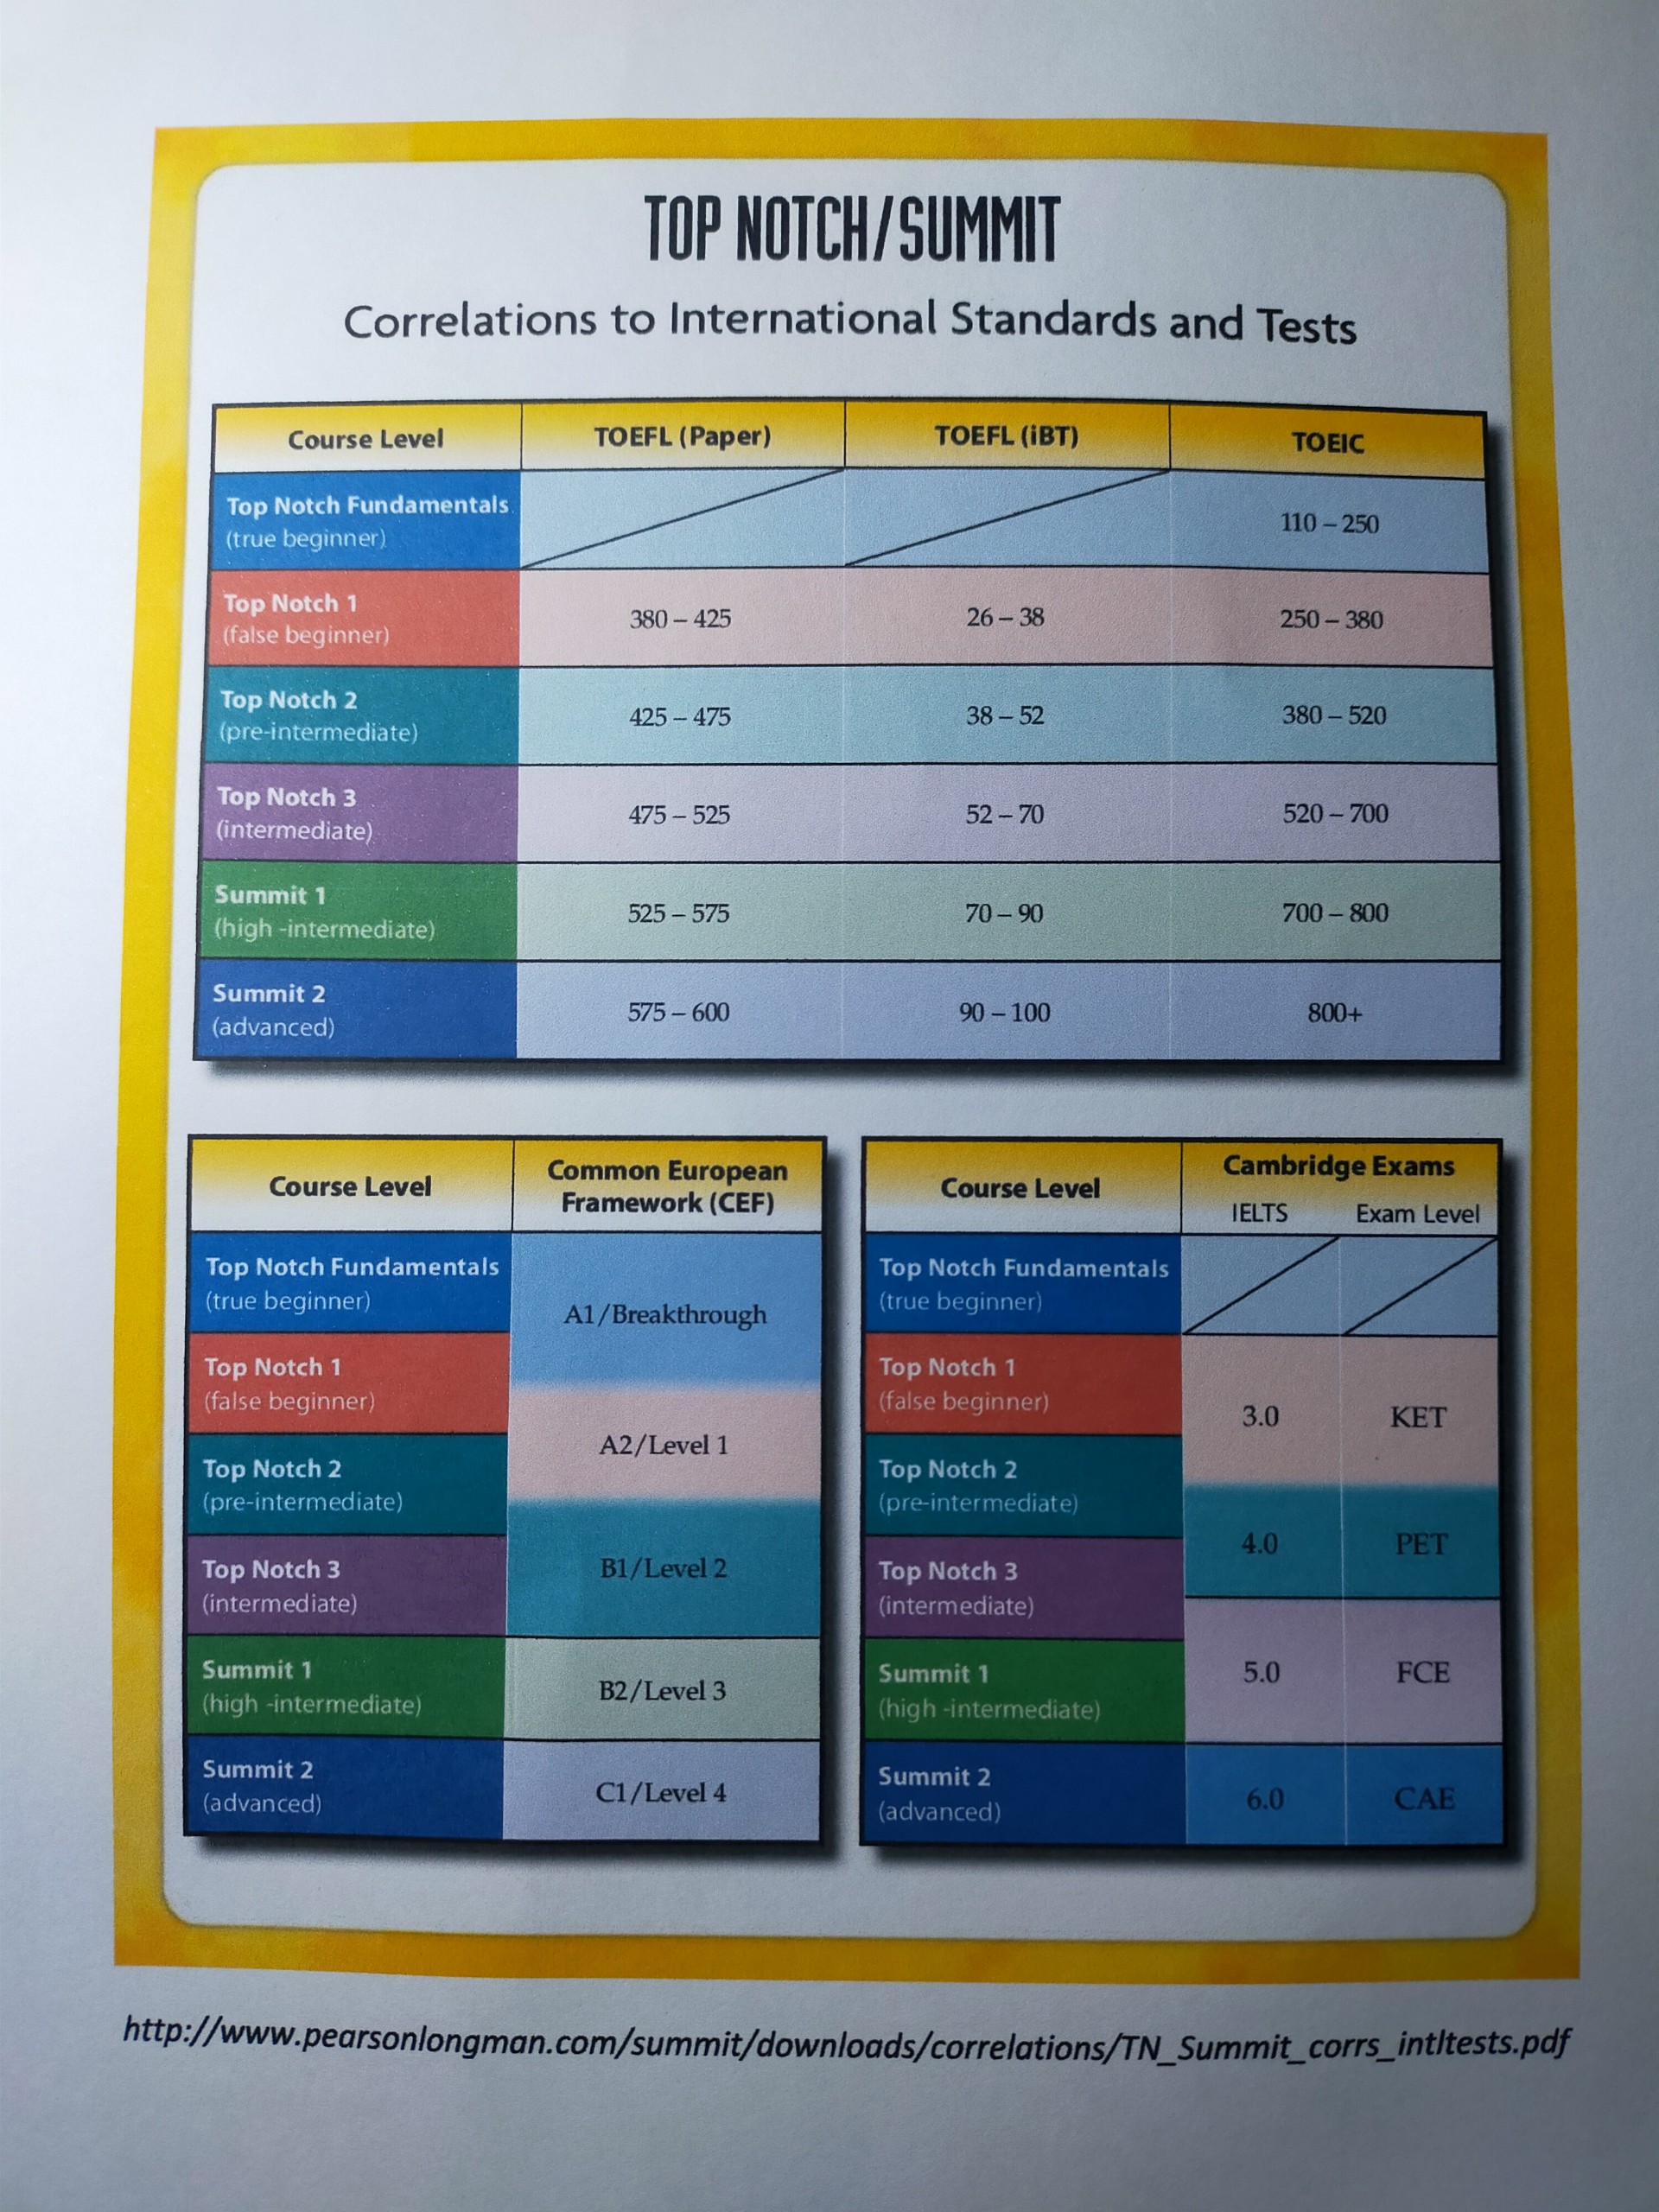 TOP NOTCH/SUMMIT
Correlations to International Standards and Tests
Course Level TOEFL (Paper) TOEFL (iBT) TOEIC
Top Notch Fundamentals
(true beginner) 110 – 250
Top Notch 1
(false beginner) 380 – 425 26 – 38 250 – 380
Top Notch 2
(pre-intermediate) 425 – 475 38 – 52 380 – 520
Top Notch 3
(intermediate) 475 – 525 52 – 70 520 – 700
Summit 1
(high -intermediate) 525 – 575 70 – 90 700 – 800
Summit 2
(advanced) 575 – 600 90 – 100 800+
Course Level Common European
Framework (CEF)
Top Notch Fundamentals
(true beginner)
A1/Breakthrough
Top Notch 1
(false beginner)
A2/Level 1
Top Notch 2
(pre-intermediate)
B1/Level 2
Top Notch 3
(intermediate)
Summit 1
(high -intermediate)
B2/Level 3
Summit 2
(advanced)
C1/Level 4
Course Level Cambridge Exams
IELTS Exam Level
Top Notch Fundamentals
(true beginner)
Top Notch 1
(false beginner)
3.0 KET
Top Notch 2
(pre-intermediate)
4.0 PET
Top Notch 3
(intermediate)
5.0 FCE
Summit 1
(high -intermediate)
Summit 2
(advanced)
6.0 CAE
http://www.pearsonlongman.com/summit/downloads/correlations/TN_Summit_corrs_intltests.pdf